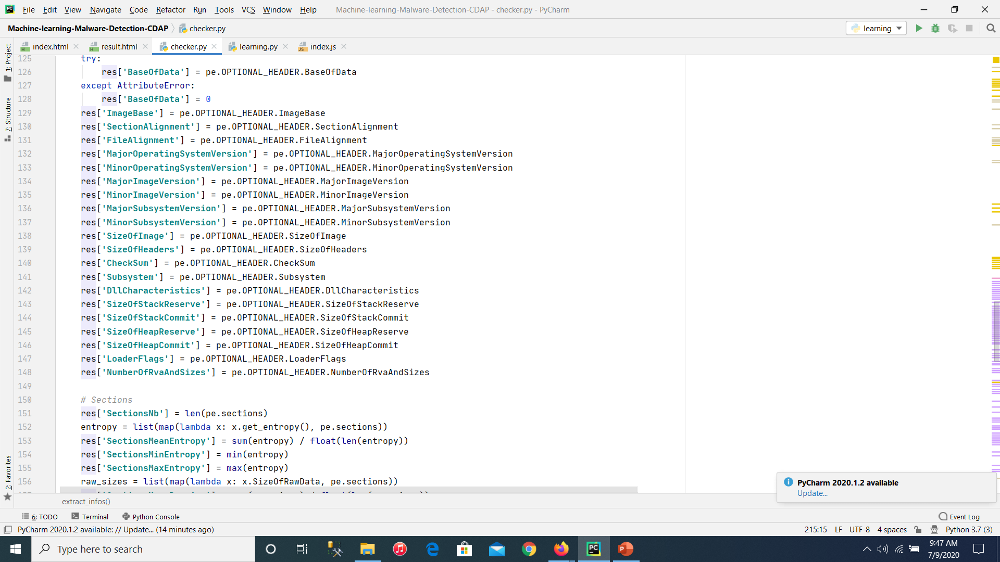 File Edit View Navigate Code Refactor Run Tools VCS Window Help Machine-learning-Malware-Detection-CDAP - checker.py - PyCharm
Machine-learning-Malware-Detection-CDAP checker.py learning
index.html result.html checker.py learning.py index.js
1: Project
7: Structure
2: Favorites
125 try:
126 res['BaseOfData'] = pe.OPTIONAL_HEADER.BaseOfData
127 except AttributeError:
128 res['BaseOfData'] = 0
129 res['ImageBase'] = pe.OPTIONAL_HEADER.ImageBase
130 res['SectionAlignment'] = pe.OPTIONAL_HEADER.SectionAlignment
131 res['FileAlignment'] = pe.OPTIONAL_HEADER.FileAlignment
132 res['MajorOperatingSystemVersion'] = pe.OPTIONAL_HEADER.MajorOperatingSystemVersion
133 res['MinorOperatingSystemVersion'] = pe.OPTIONAL_HEADER.MinorOperatingSystemVersion
134 res['MajorImageVersion'] = pe.OPTIONAL_HEADER.MajorImageVersion
135 res['MinorImageVersion'] = pe.OPTIONAL_HEADER.MinorImageVersion
136 res['MajorSubsystemVersion'] = pe.OPTIONAL_HEADER.MajorSubsystemVersion
137 res['MinorSubsystemVersion'] = pe.OPTIONAL_HEADER.MinorSubsystemVersion
138 res['SizeOfImage'] = pe.OPTIONAL_HEADER.SizeOfImage
139 res['SizeOfHeaders'] = pe.OPTIONAL_HEADER.SizeOfHeaders
140 res['CheckSum'] = pe.OPTIONAL_HEADER.CheckSum
141 res['Subsystem'] = pe.OPTIONAL_HEADER.Subsystem
142 res['DllCharacteristics'] = pe.OPTIONAL_HEADER.DllCharacteristics
143 res['SizeOfStackReserve'] = pe.OPTIONAL_HEADER.SizeOfStackReserve
144 res['SizeOfStackCommit'] = pe.OPTIONAL_HEADER.SizeOfStackCommit
145 res['SizeOfHeapReserve'] = pe.OPTIONAL_HEADER.SizeOfHeapReserve
146 res['SizeOfHeapCommit'] = pe.OPTIONAL_HEADER.SizeOfHeapCommit
147 res['LoaderFlags'] = pe.OPTIONAL_HEADER.LoaderFlags
148 res['NumberOfRvaAndSizes'] = pe.OPTIONAL_HEADER.NumberOfRvaAndSizes
149
150 # Sections
151 res['SectionsNb'] = len(pe.sections)
152 entropy = list(map(lambda x: x.get_entropy(), pe.sections))
153 res['SectionsMeanEntropy'] = sum(entropy) / float(len(entropy))
154 res['SectionsMinEntropy'] = min(entropy)
155 res['SectionsMaxEntropy'] = max(entropy)
156 raw_sizes = list(map(lambda x: x.SizeOfRawData, pe.sections))
PyCharm 2020.1.2 available
Update...
extract_infos()
6: TODO Terminal Python Console Event Log
PyCharm 2020.1.2 available: // Update... (14 minutes ago) 215:15 LF UTF-8 4 spaces Python 3.7 (3)
Type here to search
9:47 AM
7/9/2020